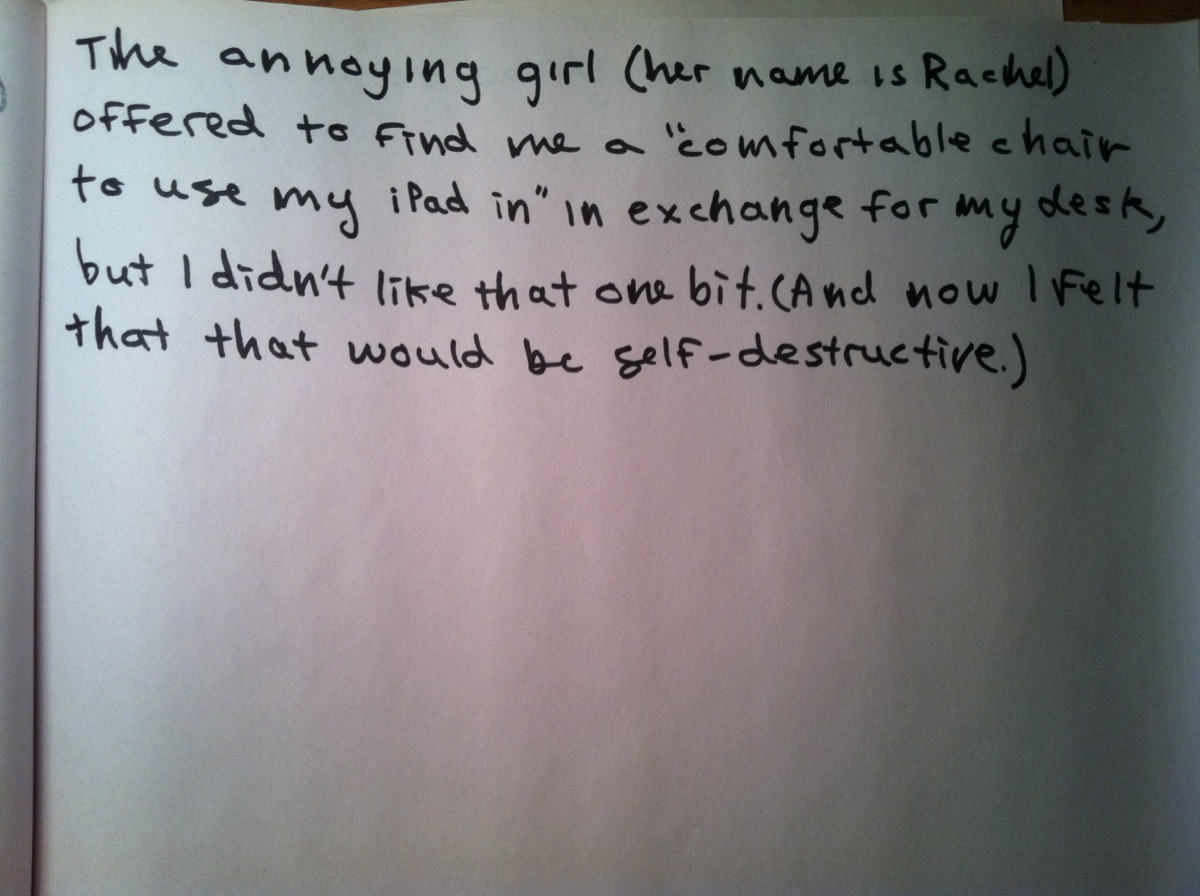 The annoying girl (her name is Rachel)
offered to find me a "comfortable chair
to use my iPad in" in exchange for my desk,
but I didn't like that one bit. (And now I felt
that that would be self-destructive.)